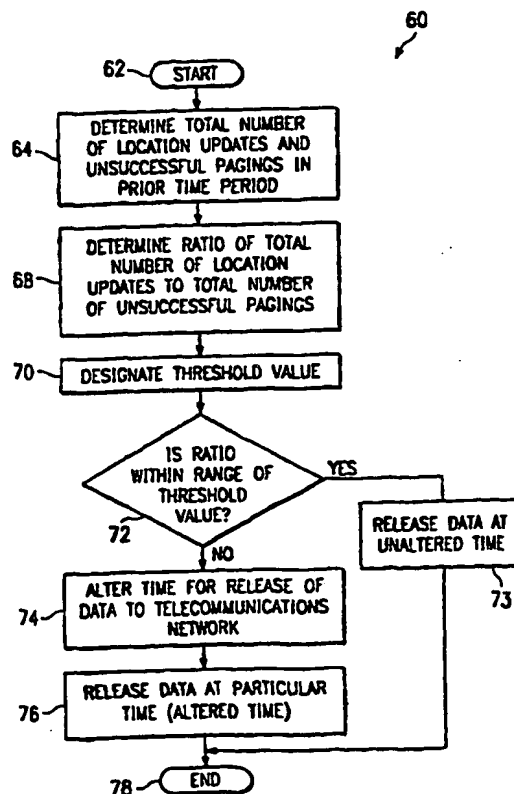 60
62
START
64
DETERMINE TOTAL NUMBER
OF LOCATION UPDATES AND
UNSUCCESSFUL PAGINGS IN
PRIOR TIME PERIOD
68
DETERMINE RATIO OF TOTAL
NUMBER OF LOCATION
UPDATES TO TOTAL NUMBER
OF UNSUCCESSFUL PAGINGS
70
DESIGNATE THRESHOLD VALUE
IS RATIO
WITHIN RANGE OF
THRESHOLD
VALUE?
72
YES
NO
RELEASE DATA AT
UNALTERED TIME
73
74
ALTER TIME FOR RELEASE OF
DATA TO TELECOMMUNICATIONS
NETWORK
76
RELEASE DATA AT PARTICULAR
TIME (ALTERED TIME)
78
END